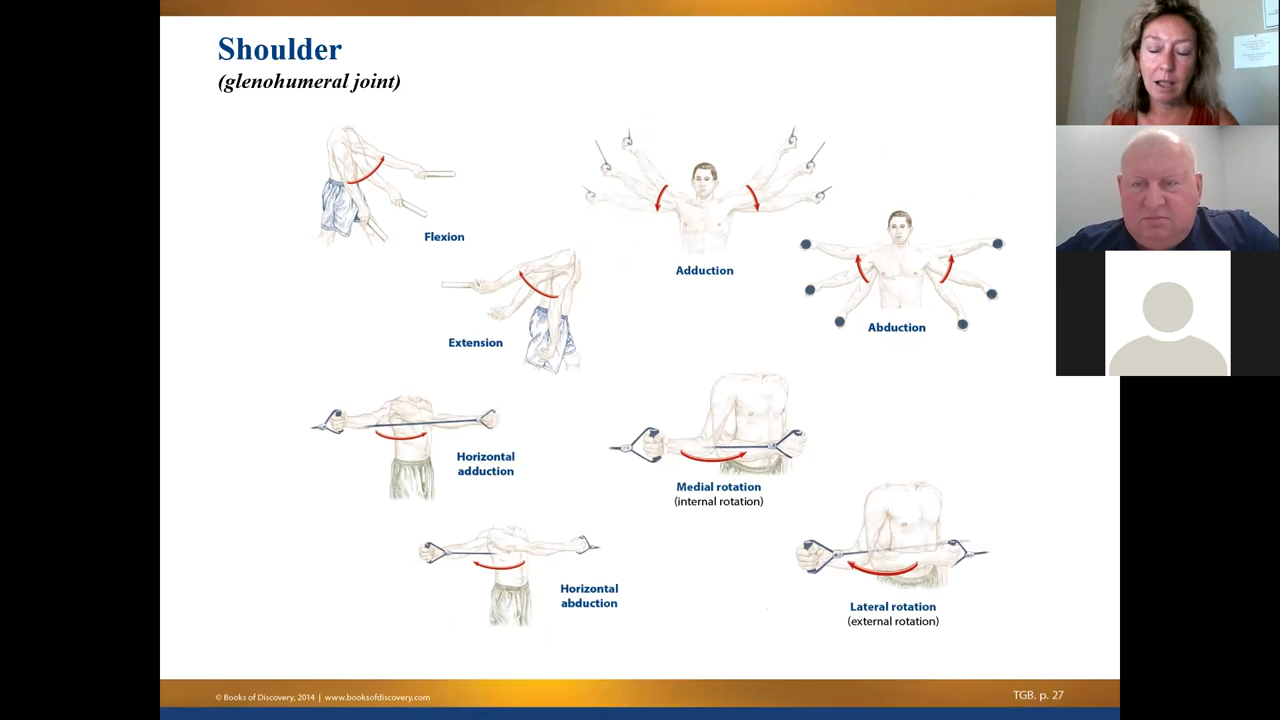 Shoulder
(glenohumeral joint)
Flexion
Adduction
Abduction
Extension
Horizontal
adduction
Medial rotation
(internal rotation)
Horizontal
abduction
Lateral rotation
(external rotation)
© Books of Discovery, 2014 | www.booksofdiscovery.com
TGB. p. 27